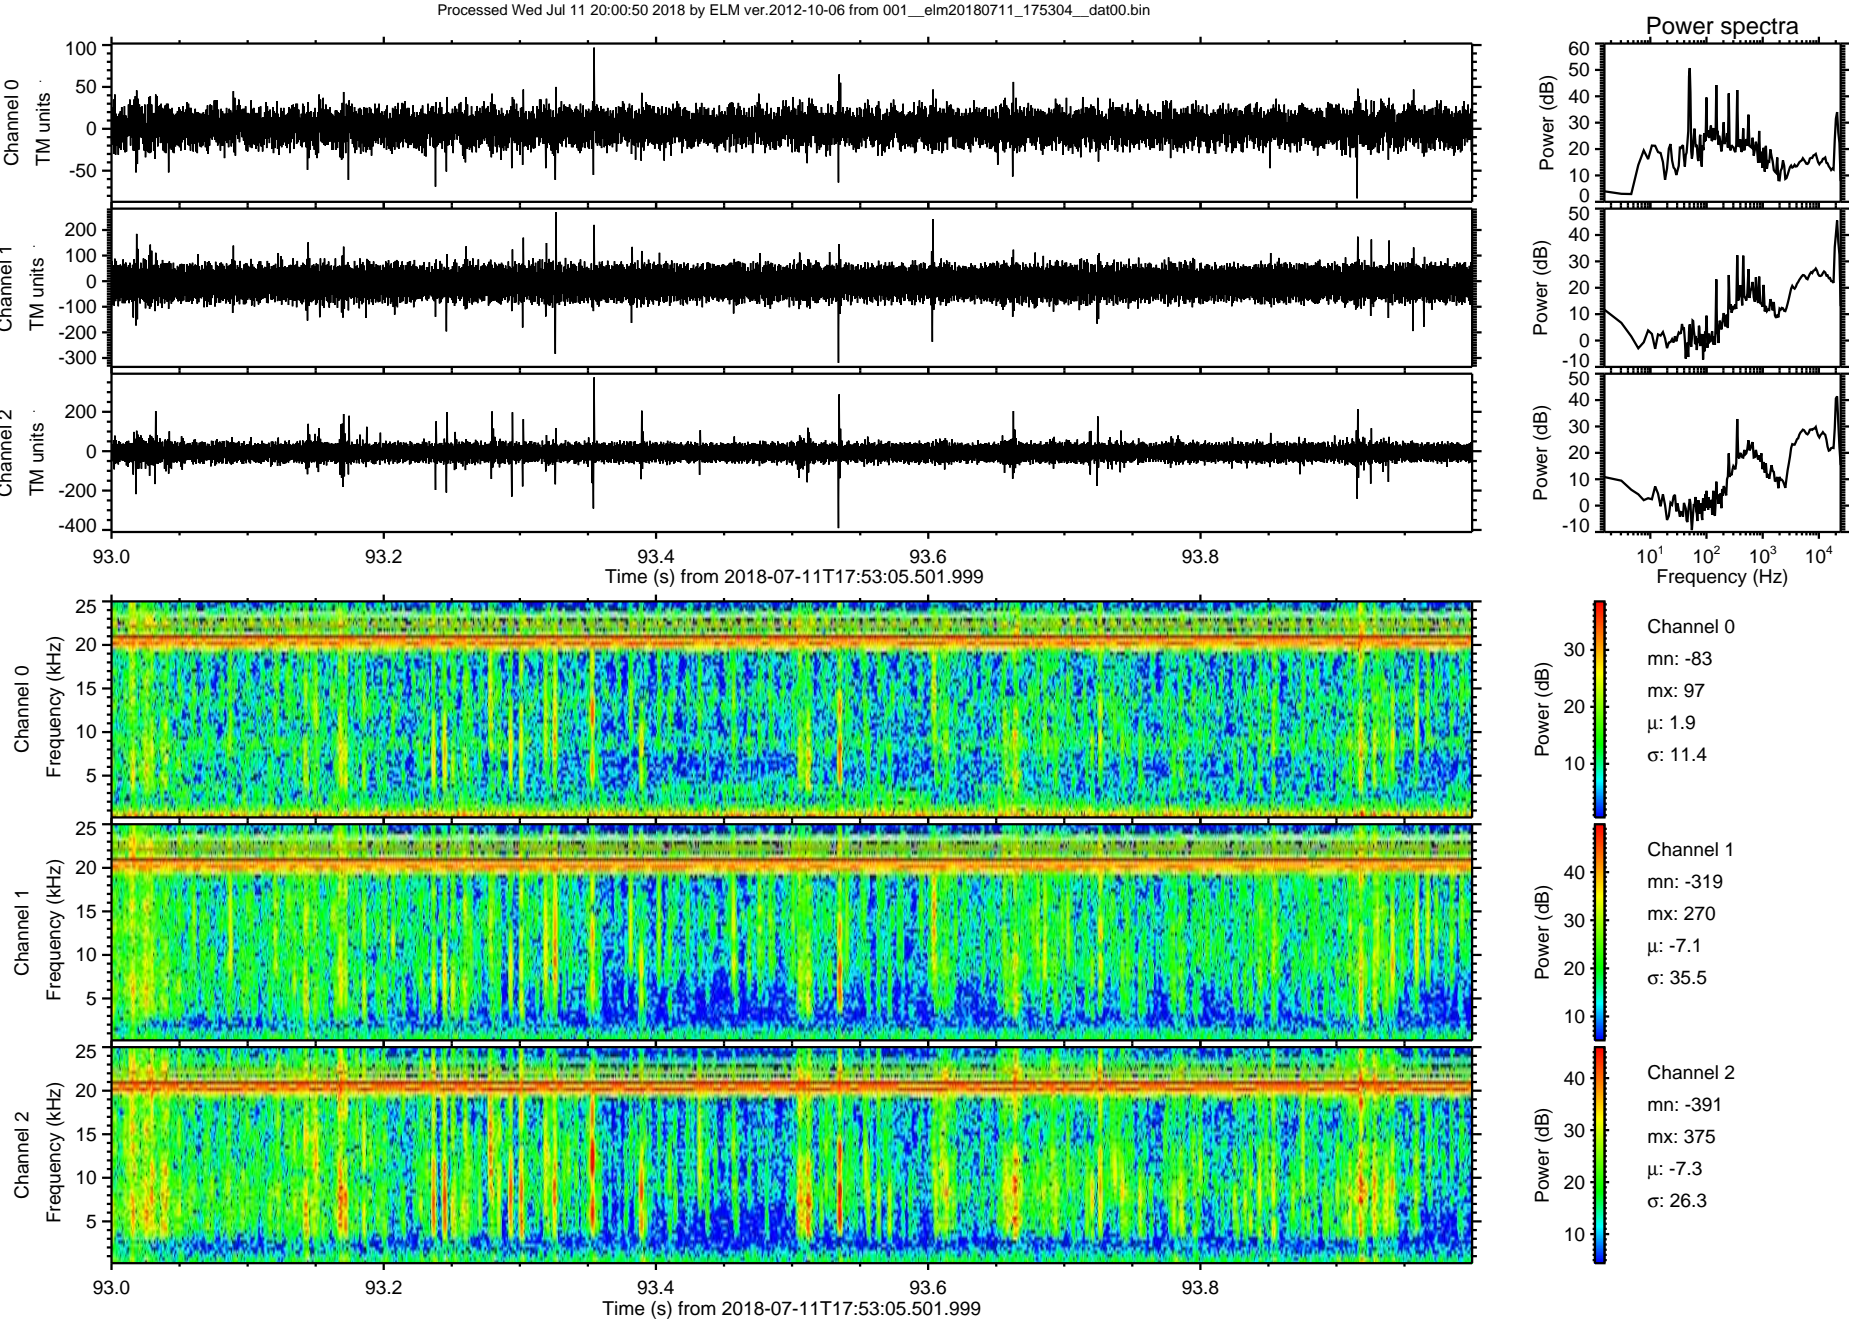 Processed Wed Jul 11 20:00:50 2018 by ELM ver.2012-10-06 from 001__elm20180711_175304__dat00.bin
Power spectra
Channel 0
TM units
100
50
0
-50
Power (dB)
60
50
40
30
20
10
0
Channel 1
TM units
200
100
0
-100
-200
-300
Power (dB)
50
40
30
20
10
0
-10
Channel 2
TM units
200
0
-200
-400
Power (dB)
50
40
30
20
10
0
-10
93.0 93.2 93.4 93.6 93.8
Time (s) from 2018-07-11T17:53:05.501.999
10¹ 10² 10³ 10⁴
Frequency (Hz)
Channel 0
Frequency (kHz)
25
20
15
10
5
Power (dB)
30
20
10
Channel 0
mn: -83
mx: 97
μ: 1.9
σ: 11.4
Channel 1
Frequency (kHz)
25
20
15
10
5
Power (dB)
40
30
20
10
Channel 1
mn: -319
mx: 270
μ: -7.1
σ: 35.5
Channel 2
Frequency (kHz)
25
20
15
10
5
Power (dB)
40
30
20
10
Channel 2
mn: -391
mx: 375
μ: -7.3
σ: 26.3
93.0 93.2 93.4 93.6 93.8
Time (s) from 2018-07-11T17:53:05.501.999